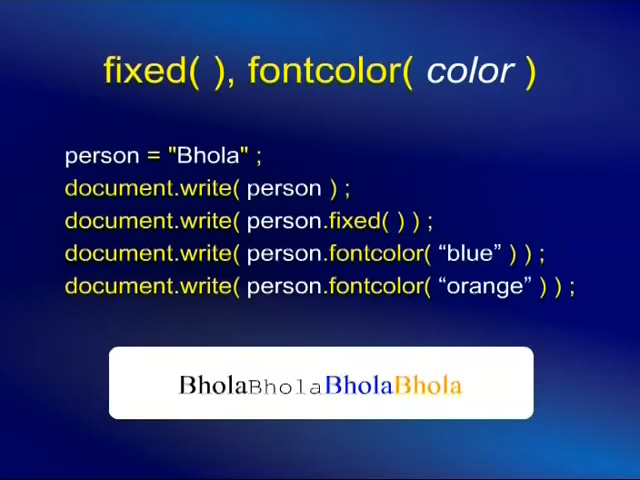 fixed( ), fontcolor( color )
person = "Bhola" ;
document.write( person ) ;
document.write( person.fixed( ) ) ;
document.write( person.fontcolor( “blue” ) ) ;
document.write( person.fontcolor( “orange” ) ) ;
BholaBholaBholaBhola